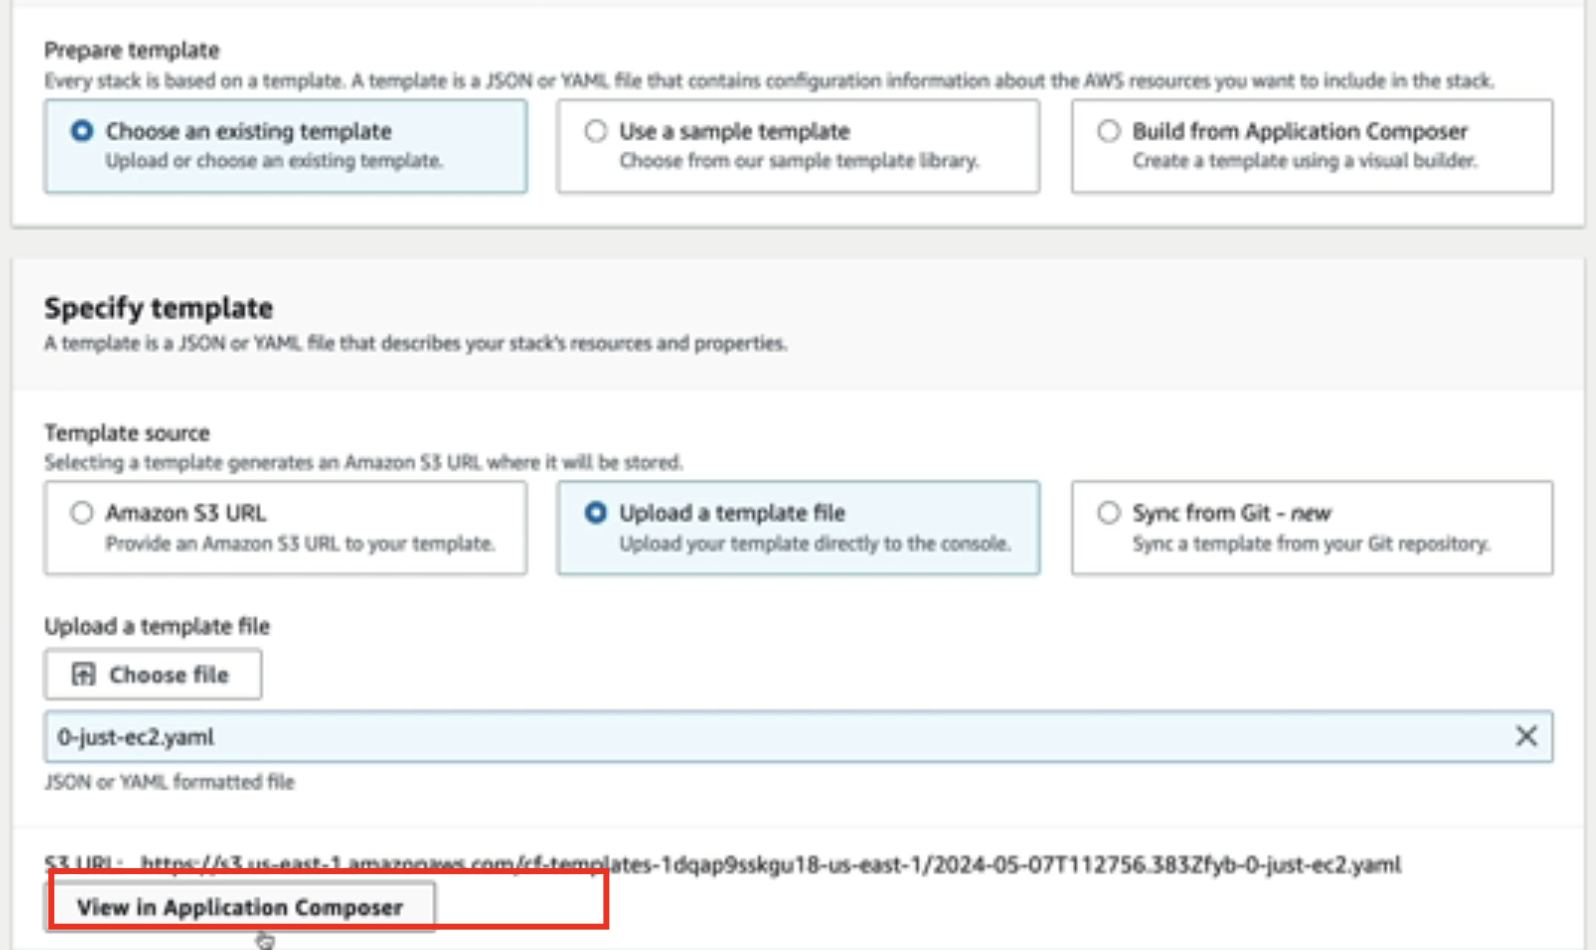 Prepare template
Every stack is based on a template. A template is a JSON or YAML file that contains configuration information about the AWS resources you want to include in the stack.
Choose an existing template
Upload or choose an existing template.
Use a sample template
Choose from our sample template library.
Build from Application Composer
Create a template using a visual builder.
Specify template
A template is a JSON or YAML file that describes your stack's resources and properties.
Template source
Selecting a template generates an Amazon S3 URL where it will be stored.
Amazon S3 URL
Provide an Amazon S3 URL to your template.
Upload a template file
Upload your template directly to the console.
Sync from Git - new
Sync a template from your Git repository.
Upload a template file
Choose file
0-just-ec2.yaml
JSON or YAML formatted file
S3 URL: https://s3.us-east-1.amazonaws.com/cf-templates-1dqap9sskgu18-us-east-1/2024-05-07T112756.383Zfyb-0-just-ec2.yaml
View in Application Composer